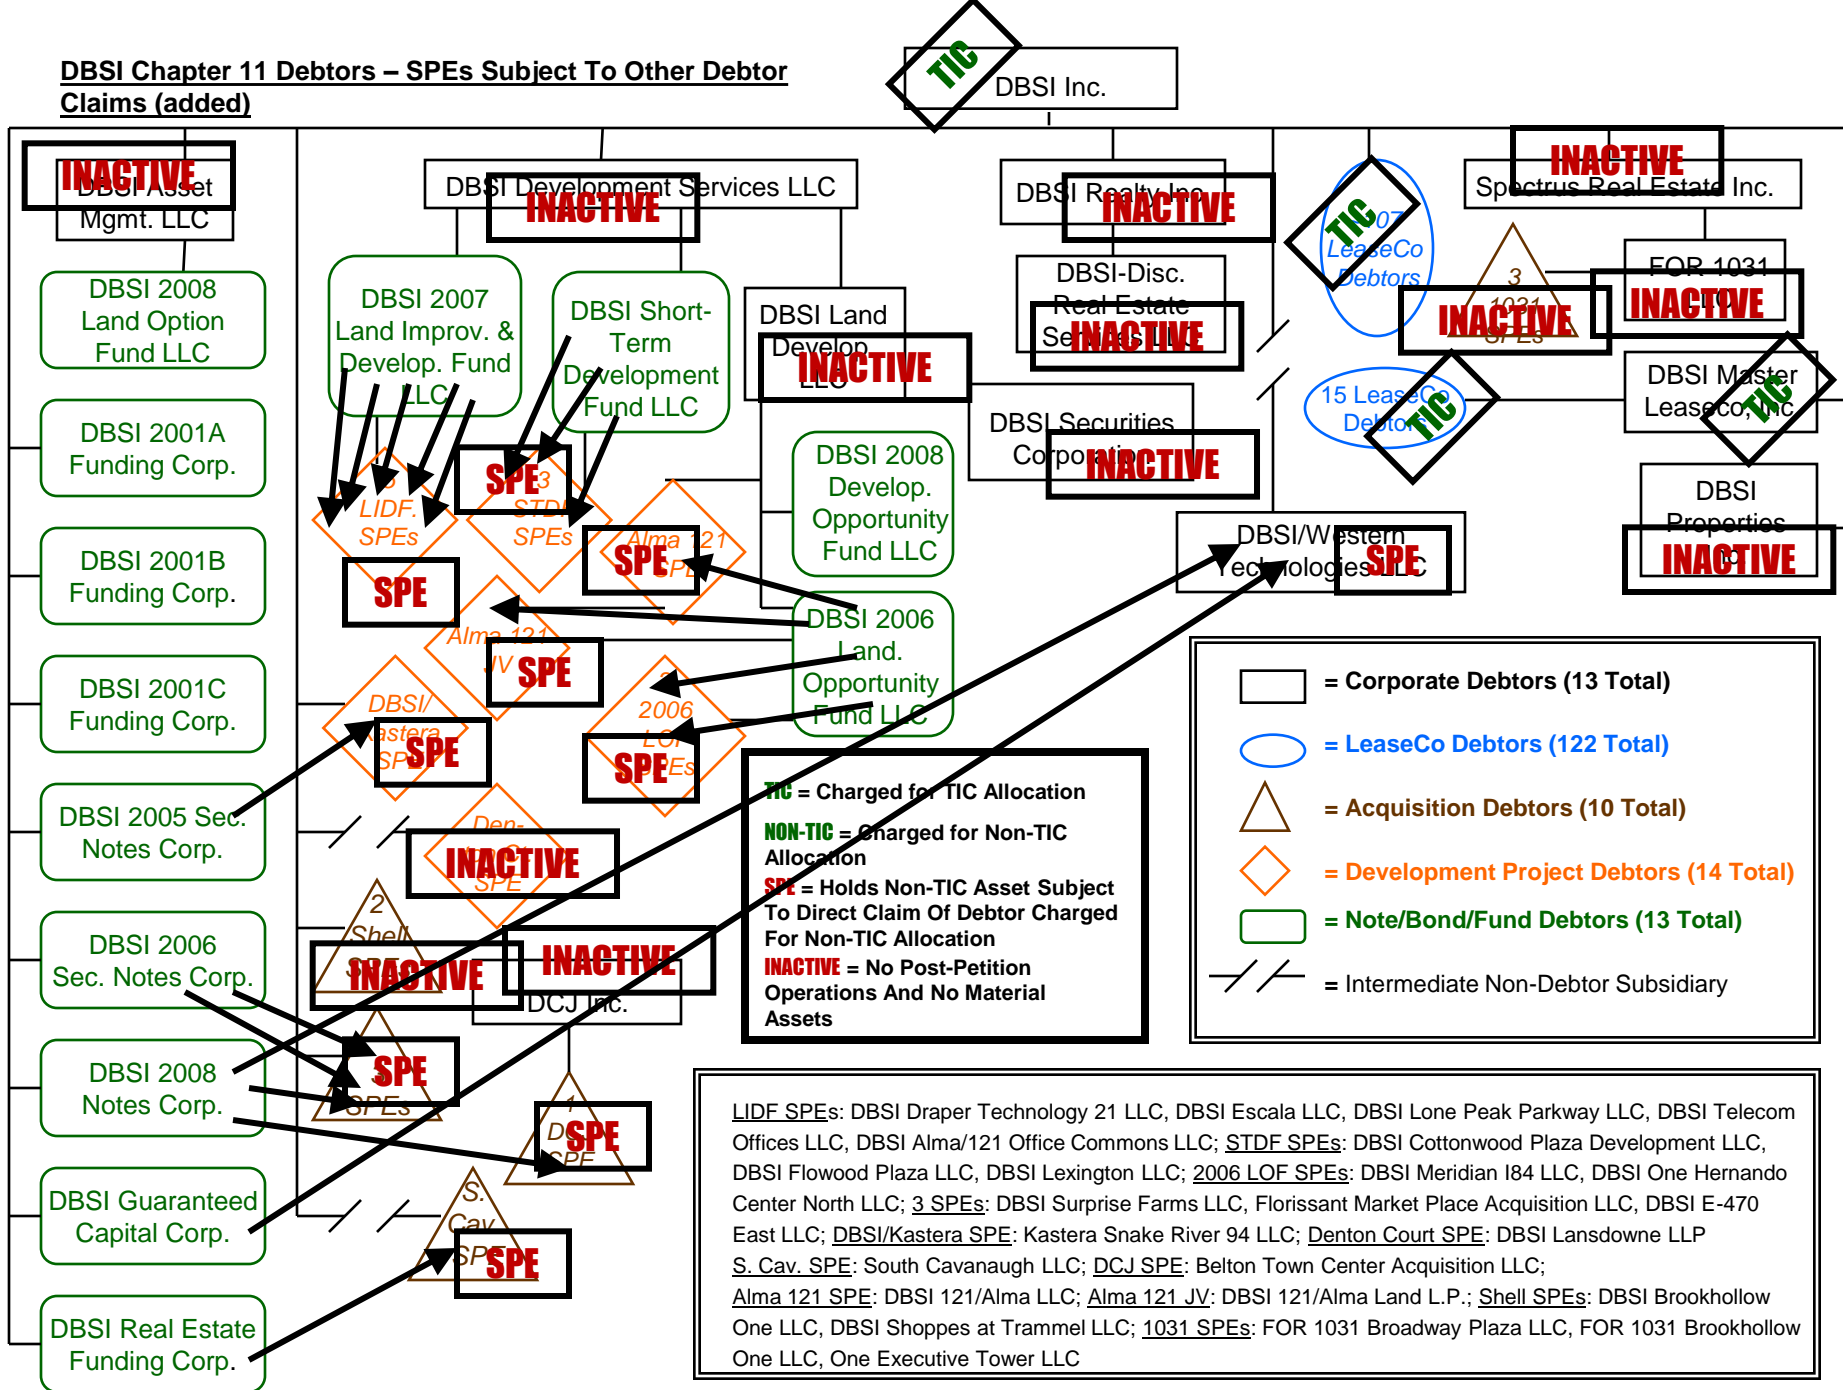 DBSI Chapter 11 Debtors – SPEs Subject To Other Debtor
Claims (added)
TIC
DBSI Inc.
INACTIVE
DBSI Asset
Mgmt. LLC
DBSI Development Services LLC
INACTIVE
DBSI Realty Inc.
INACTIVE
TIC
LeaseCo
Debtors
INACTIVE
Spectrus Real Estate Inc.
DBSI 2008
Land Option
Fund LLC
DBSI 2007
Land Improv. &
Develop. Fund
LLC
DBSI Short-
Term
Development
Fund LLC
DBSI Land
Develop.
LLC
INACTIVE
DBSI-Disc.
Real Estate
Services LLC
INACTIVE
3
1031
SPEs
INACTIVE
FOR 1031
LLC
INACTIVE
15 LeaseCo
Debtors
TIC
DBSI Master
Leaseco, Inc.
TIC
DBSI 2001A
Funding Corp.
DBSI Securities
Corporation
INACTIVE
LIDF.
SPEs
SPE
3
STDF
SPEs
SPE
Alma 121
SPE
SPE
DBSI 2008
Develop.
Opportunity
Fund LLC
DBSI
Properties
INACTIVE
DBSI/Western
Technologies LLC
SPE
DBSI 2001B
Funding Corp.
Alma 121
JV
SPE
DBSI 2006
Land.
Opportunity
Fund LLC
DBSI 2001C
Funding Corp.
DBSI/
Kastera
SPE
SPE
2006
LOF
SPEs
SPE
DBSI 2005 Sec.
Notes Corp.
Den-
SPE
INACTIVE
TIC = Charged for TIC Allocation
NON-TIC = Charged for Non-TIC
Allocation
SPE = Holds Non-TIC Asset Subject
To Direct Claim Of Debtor Charged
For Non-TIC Allocation
INACTIVE = No Post-Petition
Operations And No Material
Assets
= Corporate Debtors (13 Total)
= LeaseCo Debtors (122 Total)
= Acquisition Debtors (10 Total)
= Development Project Debtors (14 Total)
= Note/Bond/Fund Debtors (13 Total)
= Intermediate Non-Debtor Subsidiary
DBSI 2006
Sec. Notes Corp.
2
Shell
SPEs
INACTIVE
INACTIVE
DCJ Inc.
DBSI 2008
Notes Corp.
3
SPEs
SPE
1
DCJ
SPE
SPE
DBSI Guaranteed
Capital Corp.
S.
Cav.
SPE
SPE
DBSI Real Estate
Funding Corp.
LIDF SPEs: DBSI Draper Technology 21 LLC, DBSI Escala LLC, DBSI Lone Peak Parkway LLC, DBSI Telecom
Offices LLC, DBSI Alma/121 Office Commons LLC; STDF SPEs: DBSI Cottonwood Plaza Development LLC,
DBSI Flowood Plaza LLC, DBSI Lexington LLC; 2006 LOF SPEs: DBSI Meridian I84 LLC, DBSI One Hernando
Center North LLC; 3 SPEs: DBSI Surprise Farms LLC, Florissant Market Place Acquisition LLC, DBSI E-470
East LLC; DBSI/Kastera SPE: Kastera Snake River 94 LLC; Denton Court SPE: DBSI Lansdowne LLP
S. Cav. SPE: South Cavanaugh LLC; DCJ SPE: Belton Town Center Acquisition LLC;
Alma 121 SPE: DBSI 121/Alma LLC; Alma 121 JV: DBSI 121/Alma Land L.P.; Shell SPEs: DBSI Brookhollow
One LLC, DBSI Shoppes at Trammel LLC; 1031 SPEs: FOR 1031 Broadway Plaza LLC, FOR 1031 Brookhollow
One LLC, One Executive Tower LLC